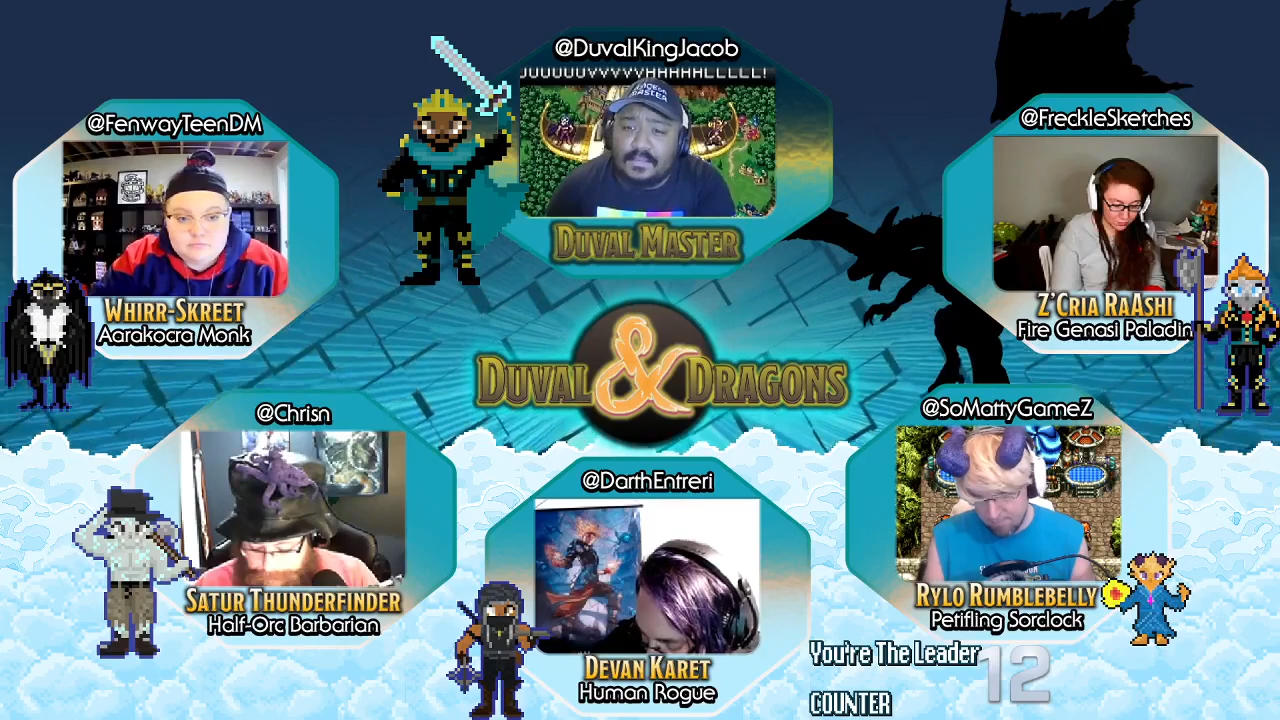 @DuvalKingJacob
JUUUUUVVVVVHHHHHLLLLL!
DUNGEON
MASTER
DUVAL MASTER
@FenwayTeenDM
WHIRR-SKREET
Aarakocra Monk
@FreckleSketches
Z'CRIA RAASHI
Fire Genasi Paladin
DUVAL & DRAGONS
@Chrisn
SATUR THUNDERFINDER
Half-Orc Barbarian
@DarthEntreri
DEVAN KARET
Human Rogue
@SoMattyGameZ
RYLO RUMBLEBELLY
Petifling Sorclock
You're The Leader
COUNTER
12